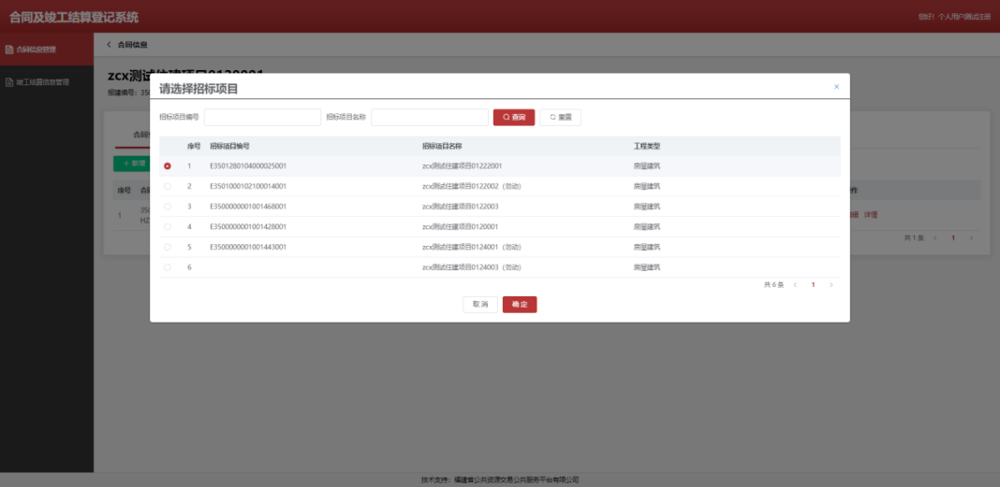 合同及竣工结算登记系统
您好！个人用户测试注册
合同信息管理
合同信息
竣工结算信息管理
zcx测试住建项目0120001
报建编号：350
请选择招标项目
招标项目编号 招标项目名称 查询 重置
序号 招标项目编号 招标项目名称 工程类型
1 E3501280104000025001 zcx测试住建项目01222001 房屋建筑
2 E3501000102100014001 zcx测试住建项目0122002（勿动） 房屋建筑
3 E3500000001001468001 zcx测试住建项目0122003 房屋建筑
4 E3500000001001428001 zcx测试住建项目0120001 房屋建筑
5 E3500000001001443001 zcx测试住建项目0124001（勿动） 房屋建筑
6 zcx测试住建项目0124003（勿动） 房屋建筑
共 6 条 1
取 消 确 定
合同
+ 新增
序号 合同 作
1 350 详情
HZ
共 1 条 1
技术支持：福建省公共资源交易公共服务平台有限公司